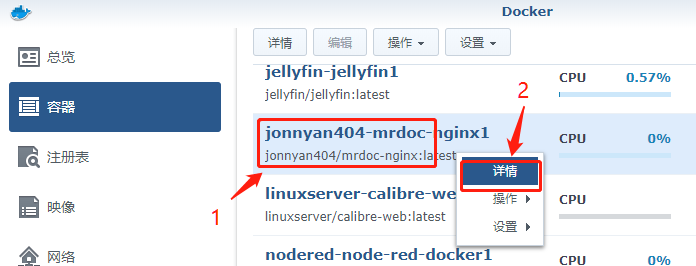 Docker
总览
容器
注册表
映像
网络
详情 编辑 操作 设置
jellyfin-jellyfin1 CPU 0.57%
jellyfin/jellyfin:latest
jonnyan404-mrdoc-nginx1 CPU 0%
jonnyan404/mrdoc-nginx:latest
linuxserver-calibre-we
linuxserver/calibre-web:latest
0%
nodered-node-red-docker1 CPU 0%
详情
操作
设置
1
2